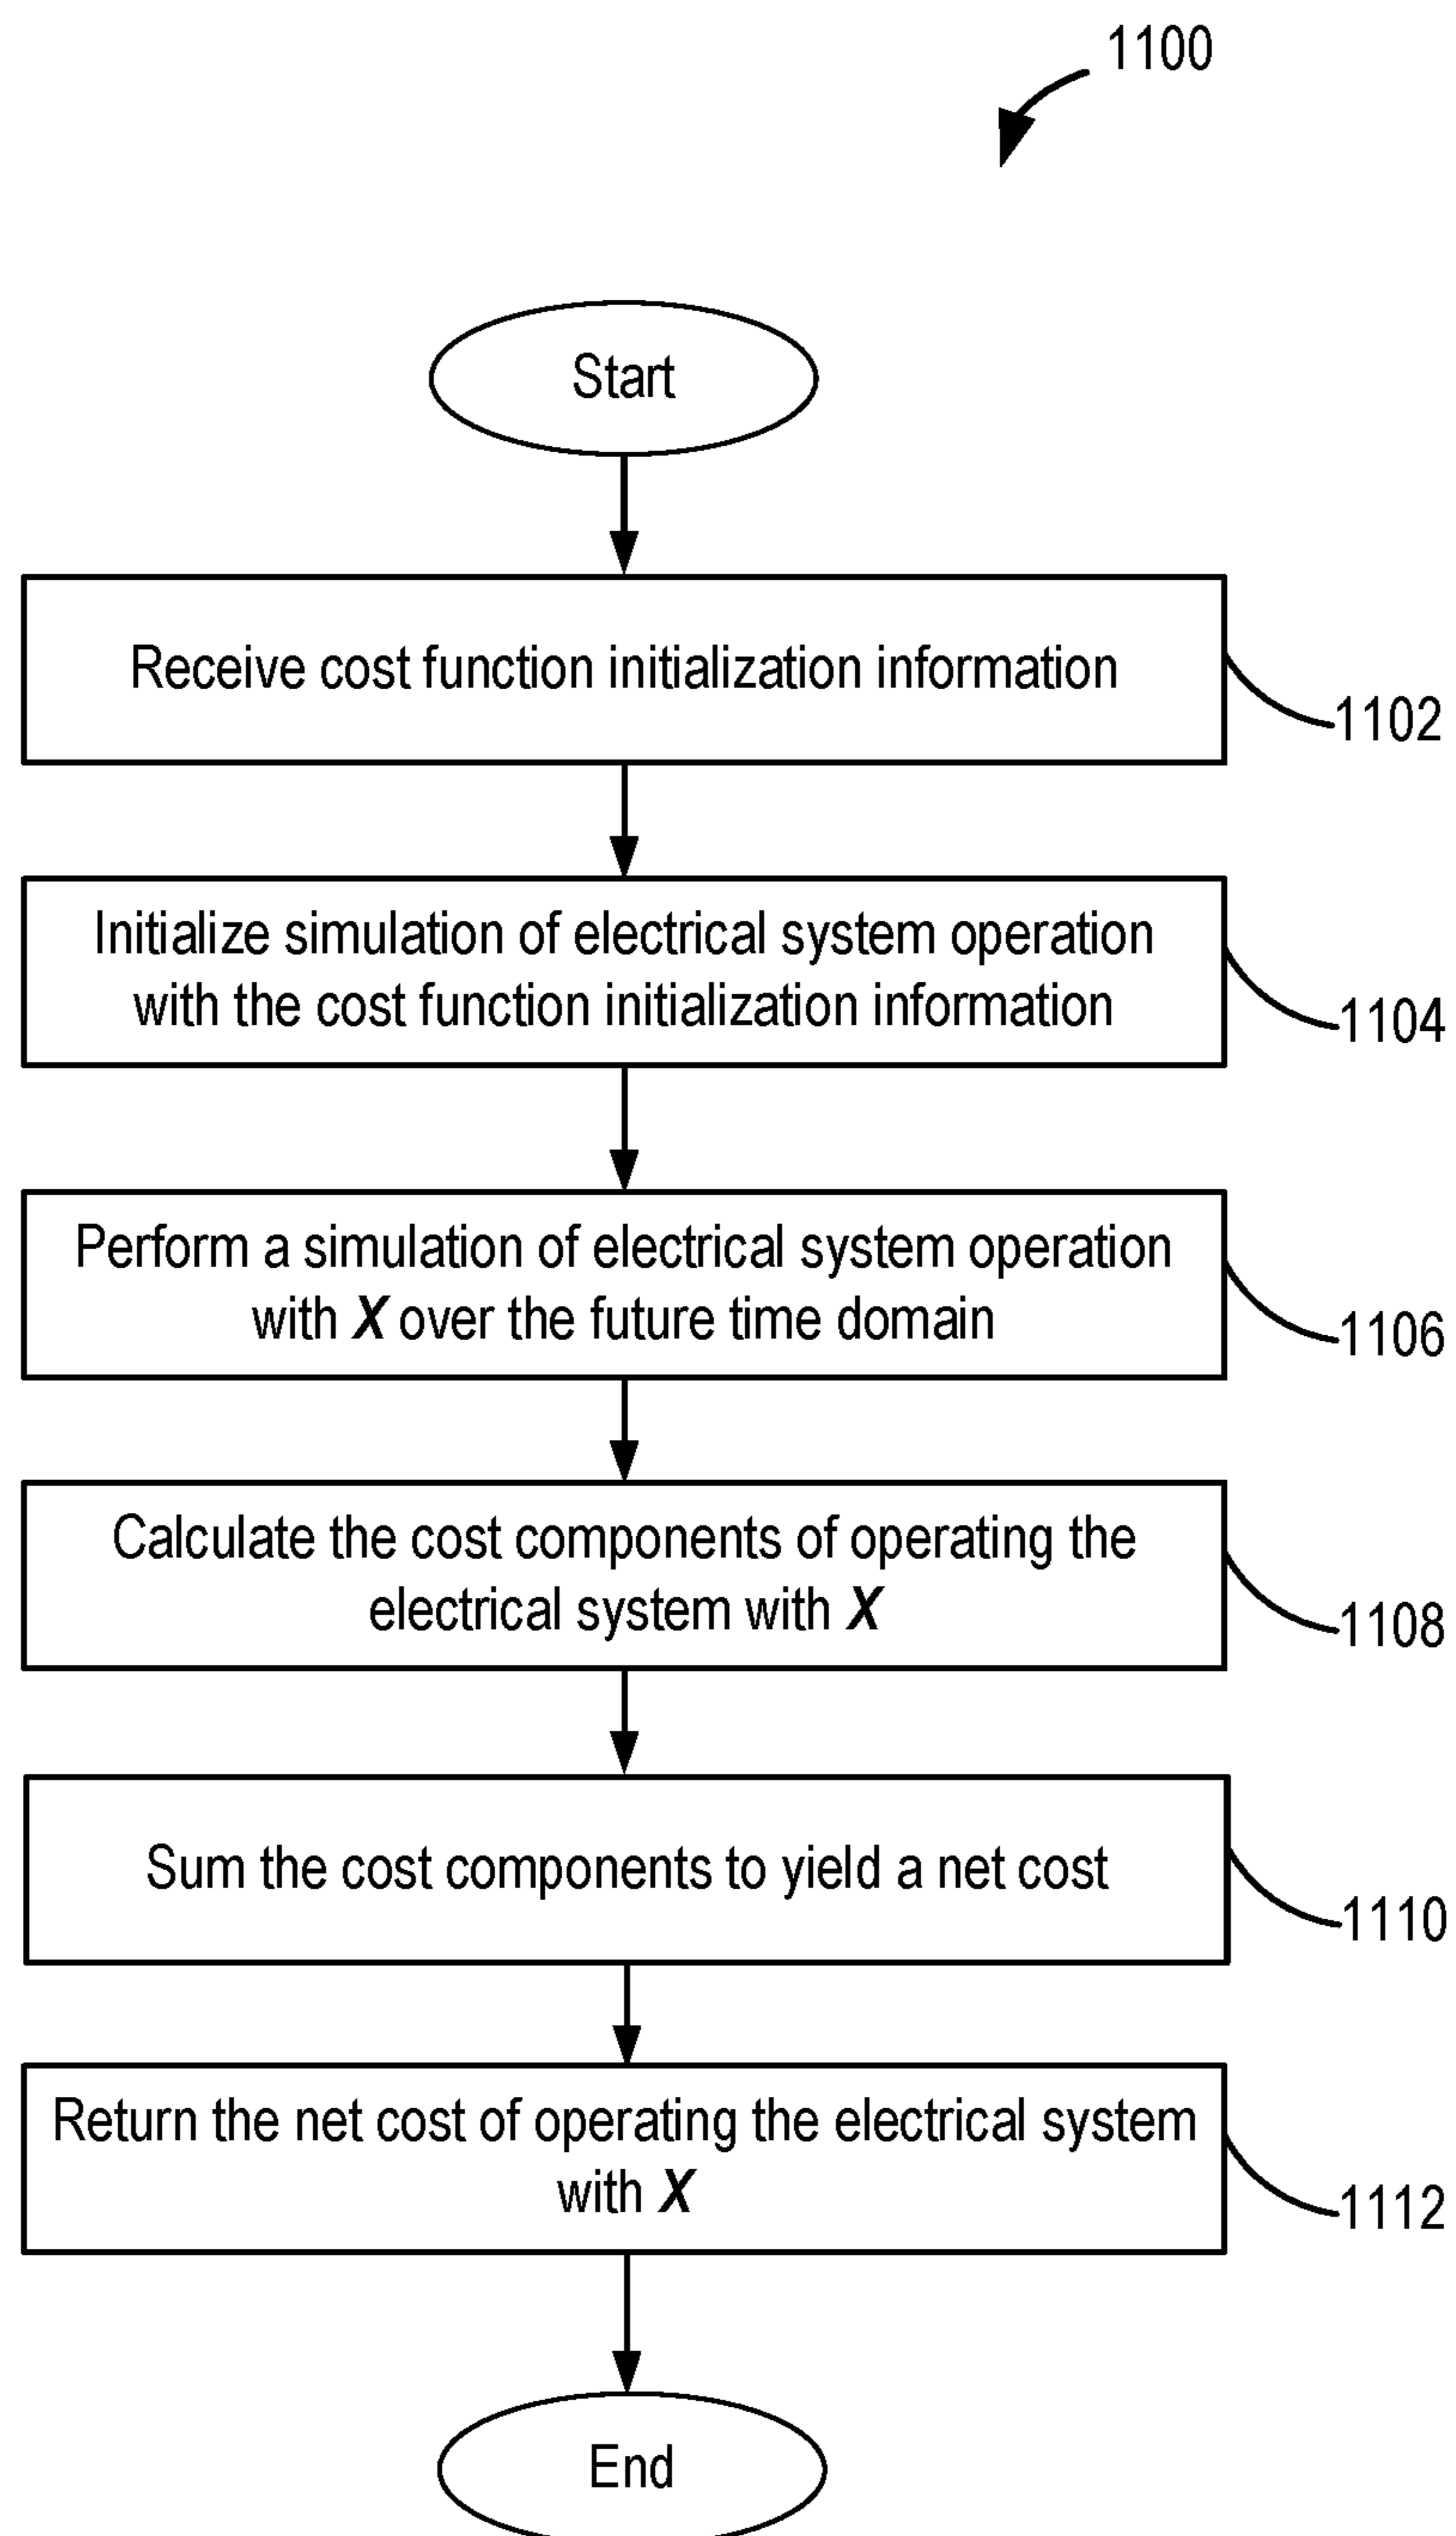 1100
Start
Receive cost function initialization information
1102
Initialize simulation of electrical system operation
with the cost function initialization information
1104
Perform a simulation of electrical system operation
with X over the future time domain
1106
Calculate the cost components of operating the
electrical system with X
1108
Sum the cost components to yield a net cost
1110
Return the net cost of operating the electrical system
with X
1112
End